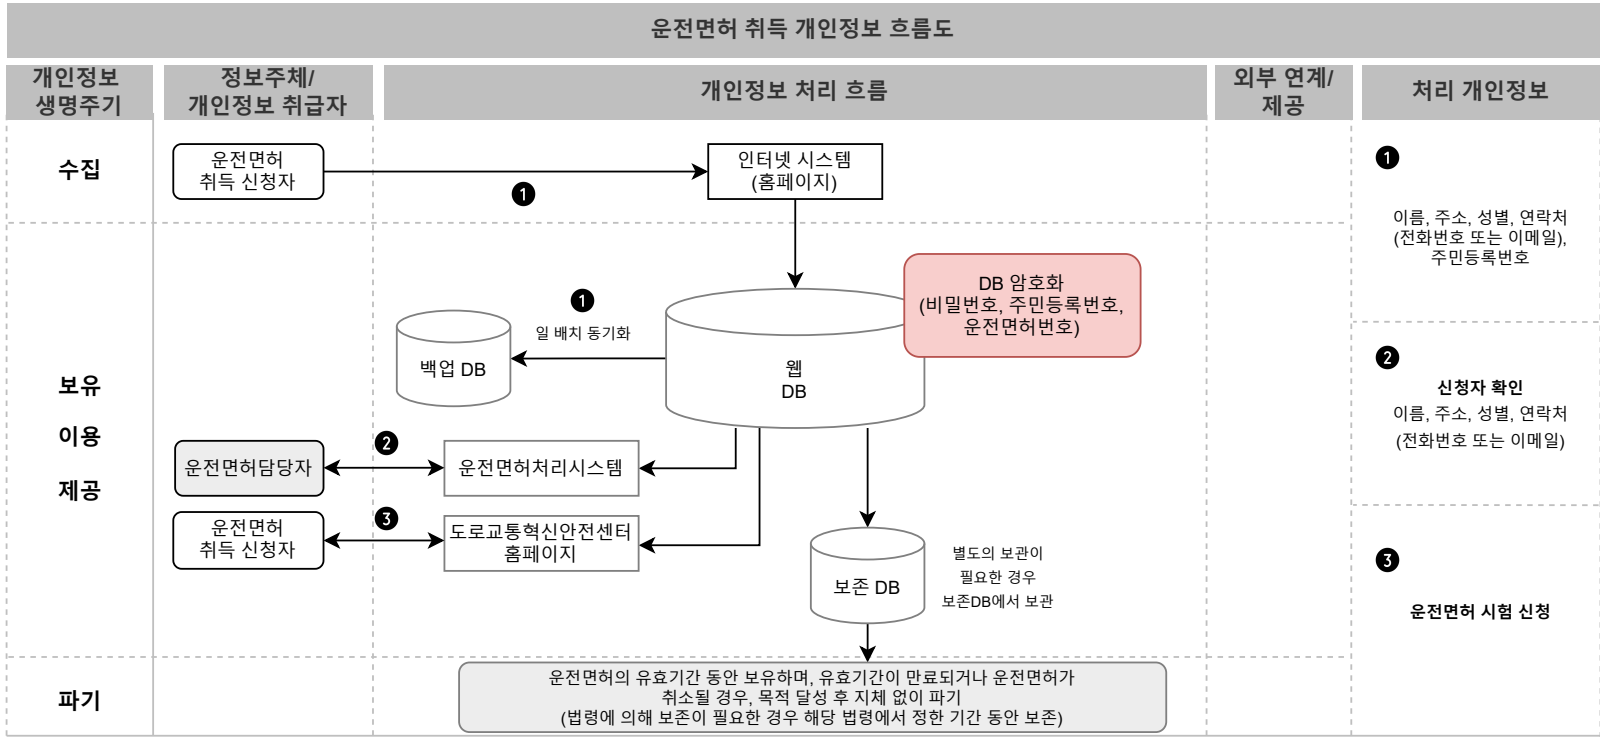 운전면허 취득 개인정보 흐름도
개인정보
생명주기
정보주체/
개인정보 취급자
개인정보 처리 흐름
외부 연계/
제공
처리 개인정보
수집
운전면허
취득 신청자
1
인터넷 시스템
(홈페이지)
1
이름, 주소, 성별, 연락처
(전화번호 또는 이메일),
주민등록번호
보유
이용
제공
1
일 배치 동기화
백업 DB
웹
DB
DB 암호화
(비밀번호, 주민등록번호,
운전면허번호)
2
신청자 확인
이름, 주소, 성별, 연락처
(전화번호 또는 이메일)
운전면허담당자
2
운전면허처리시스템
운전면허
취득 신청자
3
도로교통혁신안전센터
홈페이지
보존 DB
별도의 보관이
필요한 경우
보존DB에서 보관
3
운전면허 시험 신청
파기
운전면허의 유효기간 동안 보유하며, 유효기간이 만료되거나 운전면허가
취소될 경우, 목적 달성 후 지체 없이 파기
(법령에 의해 보존이 필요한 경우 해당 법령에서 정한 기간 동안 보존)